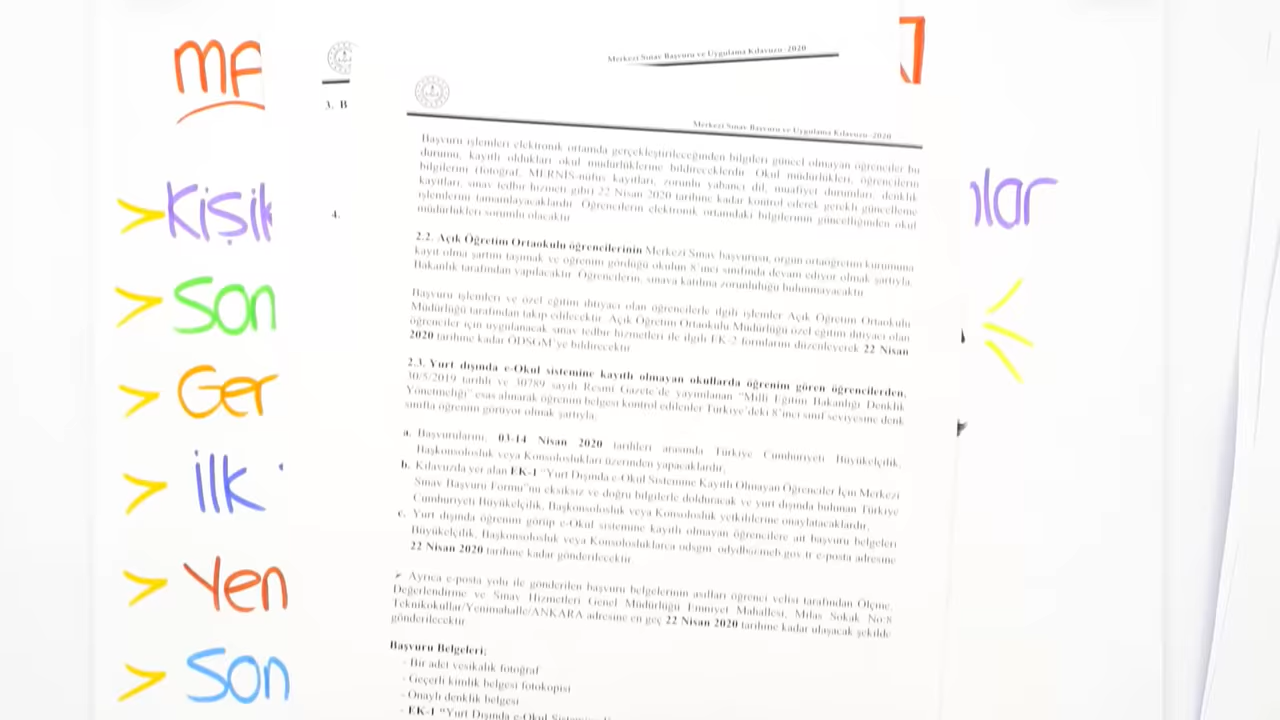 MA
Merkezi Sınav Başvuru ve Uygulama Kılavuzu-2020
3. B
4.
Merkezi Sınav Başvuru ve Uygulama Kılavuzu-2020
Başvuru işlemleri elektronik ortamda gerçekleştirileceğinden bilgileri güncel olmayan öğrenciler bu
durumu, kayıtlı oldukları okul müdürlüklerine bildireceklerdir. Okul müdürlükleri, öğrencilerin
bilgilerini (fotoğraf, MERNİS-nüfus kayıtları, zorunlu yabancı dil, muafiyet durumları, denklik
kayıtları, sınav tedbir hizmeti gibi) 22 Nisan 2020 tarihine kadar kontrol ederek gerekli güncelleme
işlemlerini tamamlayacaklardır. Öğrencilerin elektronik ortamdaki bilgilerinin güncelliğinden okul
müdürlükleri sorumlu olacaktır.
2.2. Açık Öğretim Ortaokulu öğrencilerinin Merkezi Sınav başvurusu, örgün ortaöğretim kurumuna
kayıt olma şartını taşımak ve öğrenim gördüğü okulun 8'inci sınıfında devam ediyor olmak şartıyla,
Bakanlık tarafından yapılacaktır. Öğrencilerin, sınava katılma zorunluluğu bulunmayacaktır.
Başvuru işlemleri ve özel eğitim ihtiyacı olan öğrencilerle ilgili işlemler Açık Öğretim Ortaokulu
Müdürlüğü tarafından takip edilecektir. Açık Öğretim Ortaokulu Müdürlüğü özel eğitim ihtiyacı olan
öğrenciler için uygulanacak sınav tedbir hizmetleri ile ilgili EK-2 formlarını düzenleyerek 22 Nisan
2020 tarihine kadar ÖDSGM'ye bildirecektir.
2.3. Yurt dışında e-Okul sistemine kayıtlı olmayan okullarda öğrenim gören öğrencilerden,
30/5/2019 tarihli ve 30789 sayılı Resmî Gazete'de yayımlanan "Millî Eğitim Bakanlığı Denklik
Yönetmeliği" esas alınarak öğrenim belgesi kontrol edilenler Türkiye'deki 8'inci sınıf seviyesine denk
sınıfta öğrenim görüyor olmak şartıyla;
a. Başvurularını, 03-14 Nisan 2020 tarihleri arasında Türkiye Cumhuriyeti Büyükelçilik,
Başkonsolosluk veya Konsoloslukları üzerinden yapacaklardır,
b. Kılavuzda yer alan EK-1 "Yurt Dışında e-Okul Sistemine Kayıtlı Olmayan Öğrenciler İçin Merkezi
Sınav Başvuru Formu"nu eksiksiz ve doğru bilgilerle dolduracak ve yurt dışında bulunan Türkiye
Cumhuriyeti Büyükelçilik, Başkonsolosluk veya Konsolosluk yetkililerine onaylatacaklardır,
c. Yurt dışında öğrenim görüp e-Okul sistemine kayıtlı olmayan öğrencilere ait başvuru belgeleri
Büyükelçilik, Başkonsolosluk veya Konsolosluklarca odsgm_odyd@meb.gov.tr e-posta adresine
22 Nisan 2020 tarihine kadar gönderilecektir.
➢ Ayrıca e-posta yolu ile gönderilen başvuru belgelerinin asılları öğrenci velisi tarafından Ölçme,
Değerlendirme ve Sınav Hizmetleri Genel Müdürlüğü Emniyet Mahallesi, Milas Sokak No:8
Teknikokullar/Yenimahalle/ANKARA adresine en geç 22 Nisan 2020 tarihine kadar ulaşacak şekilde
gönderilecektir.
Başvuru Belgeleri;
- Bir adet vesikalık fotoğraf
- Geçerli kimlik belgesi fotokopisi
- Onaylı denklik belgesi
- EK-1 "Yurt Dışında e-Okul
> Kişik
ılar
> Son
> Ger
> İlk
> Yen
> Son